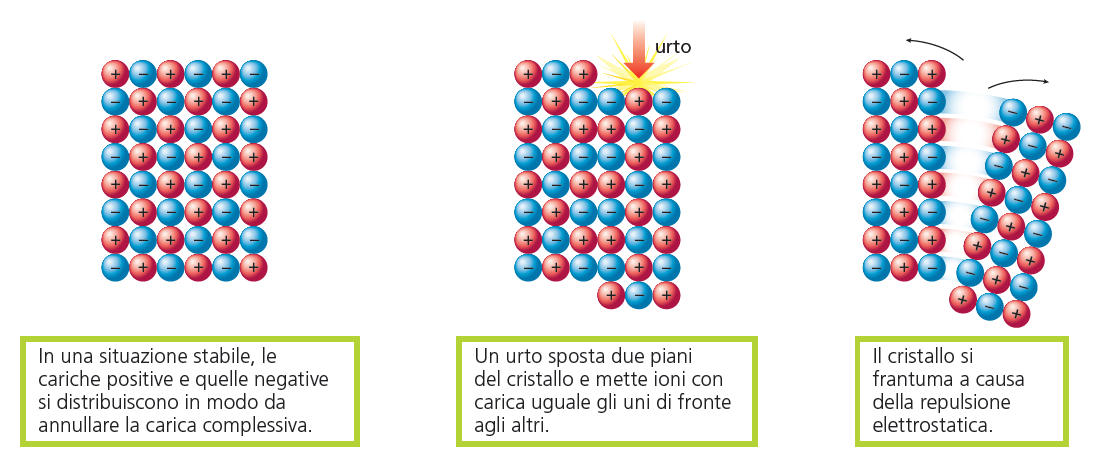 urto
In una situazione stabile, le
cariche positive e quelle negative
si distribuiscono in modo da
annullare la carica complessiva.
Un urto sposta due piani
del cristallo e mette ioni con
carica uguale gli uni di fronte
agli altri.
Il cristallo si
frantuma a causa
della repulsione
elettrostatica.